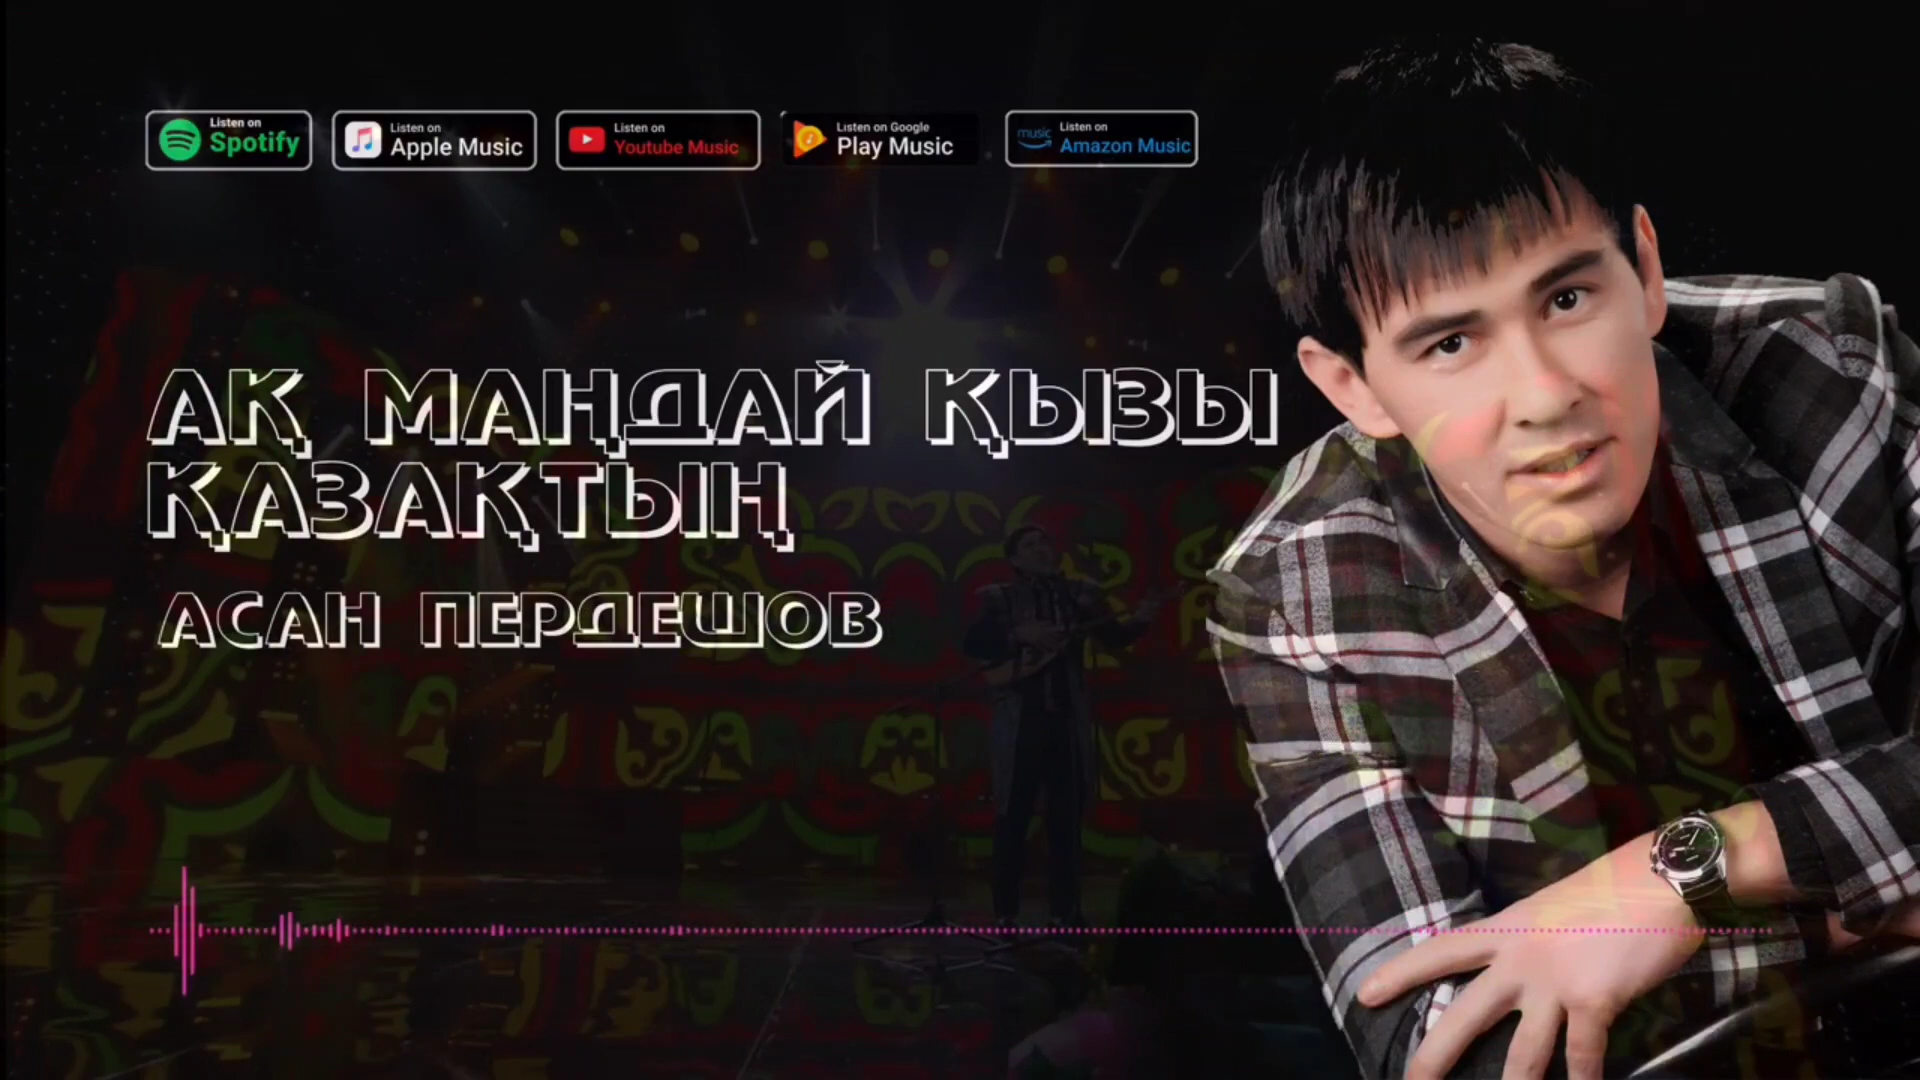 Listen on
Spotify
Listen on
Apple Music
Listen on
Youtube Music
Listen on Google
Play Music
music
Listen on
Amazon Music
АҚ МАҢДАЙ ҚЫЗЫ
ҚАЗАҚТЫҢ
АСАН ПЕРДЕШОВ